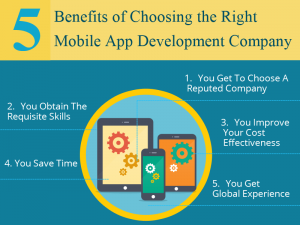 5 Benefits of Choosing the Right
Mobile App Development Company
1. You Get To Choose A
Reputed Company
2. You Obtain The
Requisite Skills
3. You Improve
Your Cost
Effectiveness
4. You Save Time
5. You Get
Global Experience